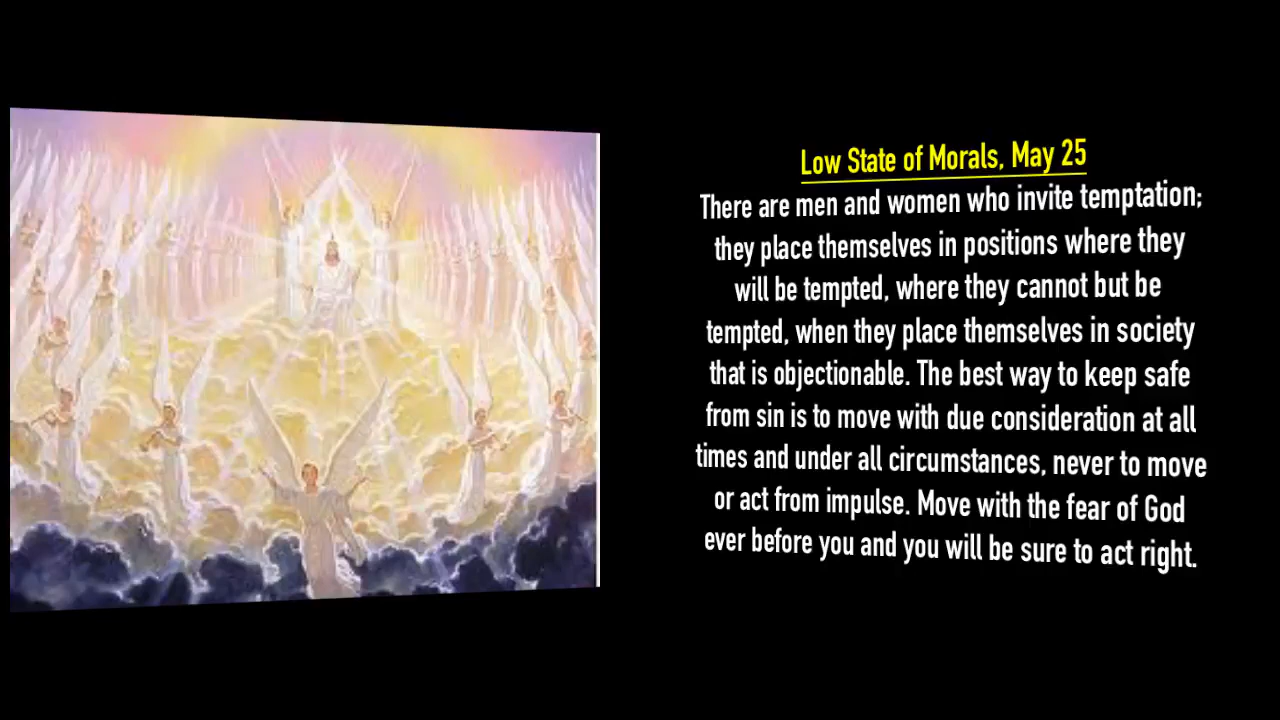 Low State of Morals, May 25
There are men and women who invite temptation;
they place themselves in positions where they
will be tempted, where they cannot but be
tempted, when they place themselves in society
that is objectionable. The best way to keep safe
from sin is to move with due consideration at all
times and under all circumstances, never to move
or act from impulse. Move with the fear of God
ever before you and you will be sure to act right.